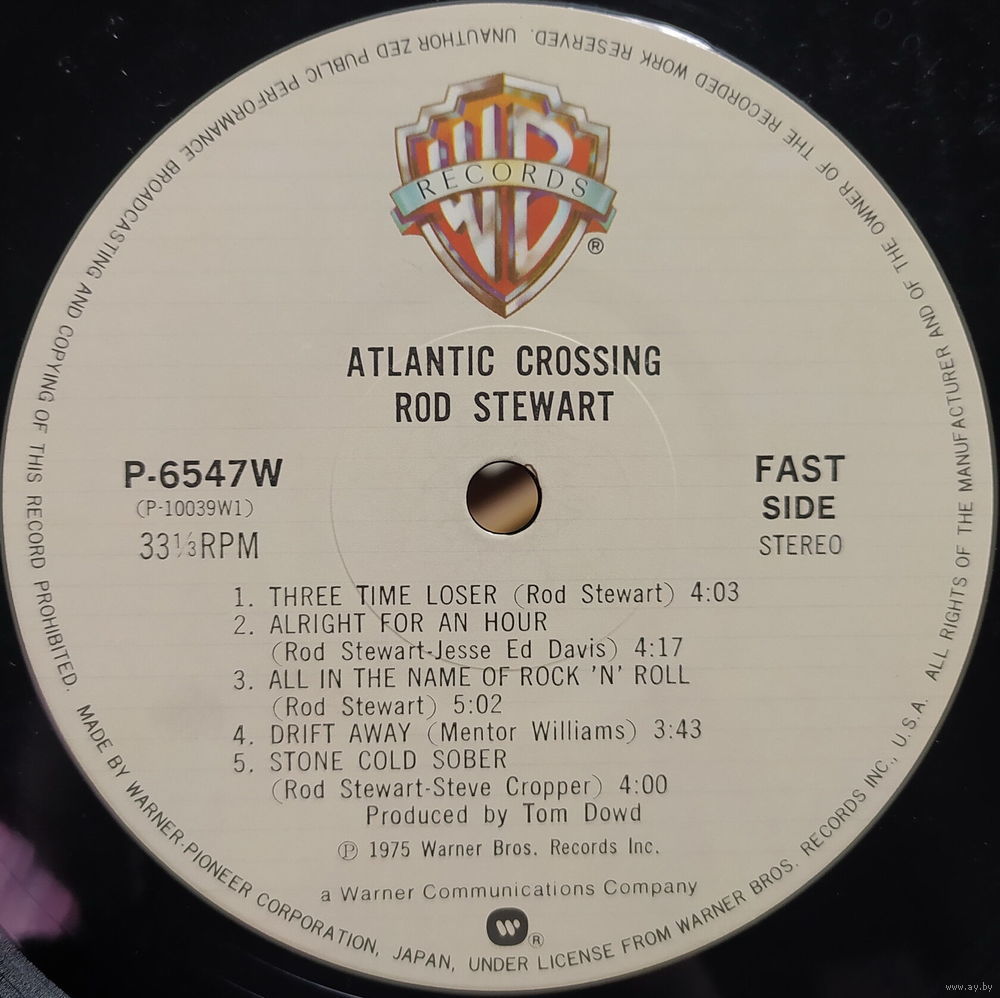 WB
RECORDS
®
ATLANTIC CROSSING
ROD STEWART
P-6547W
(P-10039W1)
33⅓RPM
FAST
SIDE
STEREO
1. THREE TIME LOSER (Rod Stewart) 4:03
2. ALRIGHT FOR AN HOUR
(Rod Stewart-Jesse Ed Davis) 4:17
3. ALL IN THE NAME OF ROCK 'N' ROLL
(Rod Stewart) 5:02
4. DRIFT AWAY (Mentor Williams) 3:43
5. STONE COLD SOBER
(Rod Stewart-Steve Cropper) 4:00
Produced by Tom Dowd
℗ 1975 Warner Bros. Records Inc.
a Warner Communications Company
®
MADE BY WARNER-PIONEER CORPORATION, JAPAN, UNDER LICENSE FROM WARNER BROS. RECORDS INC., U.S.A. ALL RIGHTS OF THE MANUFACTURER AND OF THE OWNER OF THE RECORDED WORK RESERVED. UNAUTHOR ZED PUBLIC PERFORMANCE BROADCASTING AND COPYING OF THIS RECORD PROHIBITED.
www.ay.by